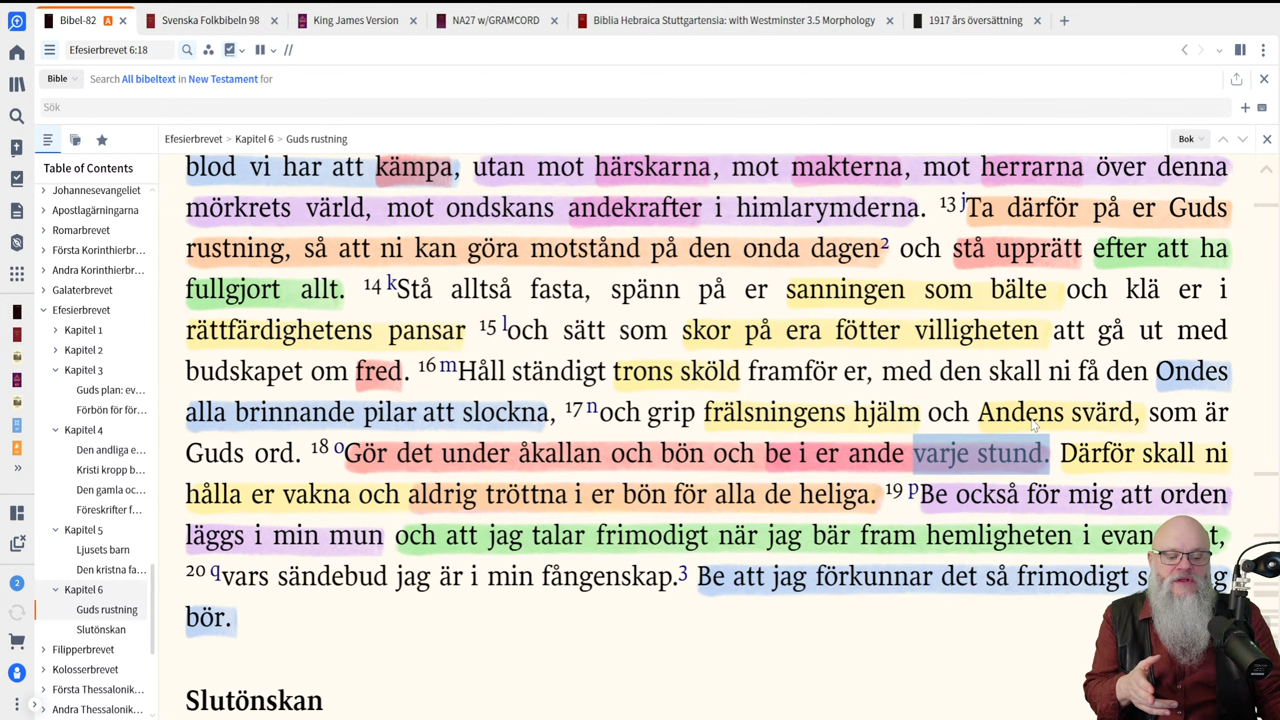 Bibel-82 A
Svenska Folkbibeln 98
King James Version
NA27 w/GRAMCORD
Biblia Hebraica Stuttgartensia: with Westminster 3.5 Morphology
1917 års översättning
Efesierbrevet 6:18
Bible
Search All bibeltext in New Testament for
Sök
Efesierbrevet > Kapitel 6 > Guds rustning
Bok
Table of Contents
Johannesevangeliet
Apostlagärningarna
Romarbrevet
Första Korinthierbr...
Andra Korinthierbr...
Galaterbrevet
Efesierbrevet
Kapitel 1
Kapitel 2
Kapitel 3
Guds plan: ev...
Förbön för för...
Kapitel 4
Den andliga e...
Kristi kropp b...
Den gamla oc...
Föreskrifter f...
Kapitel 5
Ljusets barn
Den kristna fa...
Kapitel 6
Guds rustning
Slutönskan
Filipperbrevet
Kolosserbrevet
Första Thessalonik...
Andra Thessalonik...
2
blod vi har att kämpa, utan mot härskarna, mot makterna, mot herrarna över denna
mörkrets värld, mot ondskans andekrafter i himlarymderna. 13 j Ta därför på er Guds
rustning, så att ni kan göra motstånd på den onda dagen2 och stå upprätt efter att ha
fullgjort allt. 14 k Stå alltså fasta, spänn på er sanningen som bälte och klä er i
rättfärdighetens pansar 15 l och sätt som skor på era fötter villigheten att gå ut med
budskapet om fred. 16 m Håll ständigt trons sköld framför er, med den skall ni få den Ondes
alla brinnande pilar att slockna, 17 n och grip frälsningens hjälm och Andens svärd, som är
Guds ord. 18 o Gör det under åkallan och bön och be i er ande varje stund. Därför skall ni
hålla er vakna och aldrig tröttna i er bön för alla de heliga. 19 p Be också för mig att orden
läggs i min mun och att jag talar frimodigt när jag bär fram hemligheten i evan t,
20 q vars sändebud jag är i min fångenskap.3 Be att jag förkunnar det så frimodigt s g
bör.
Slutönskan